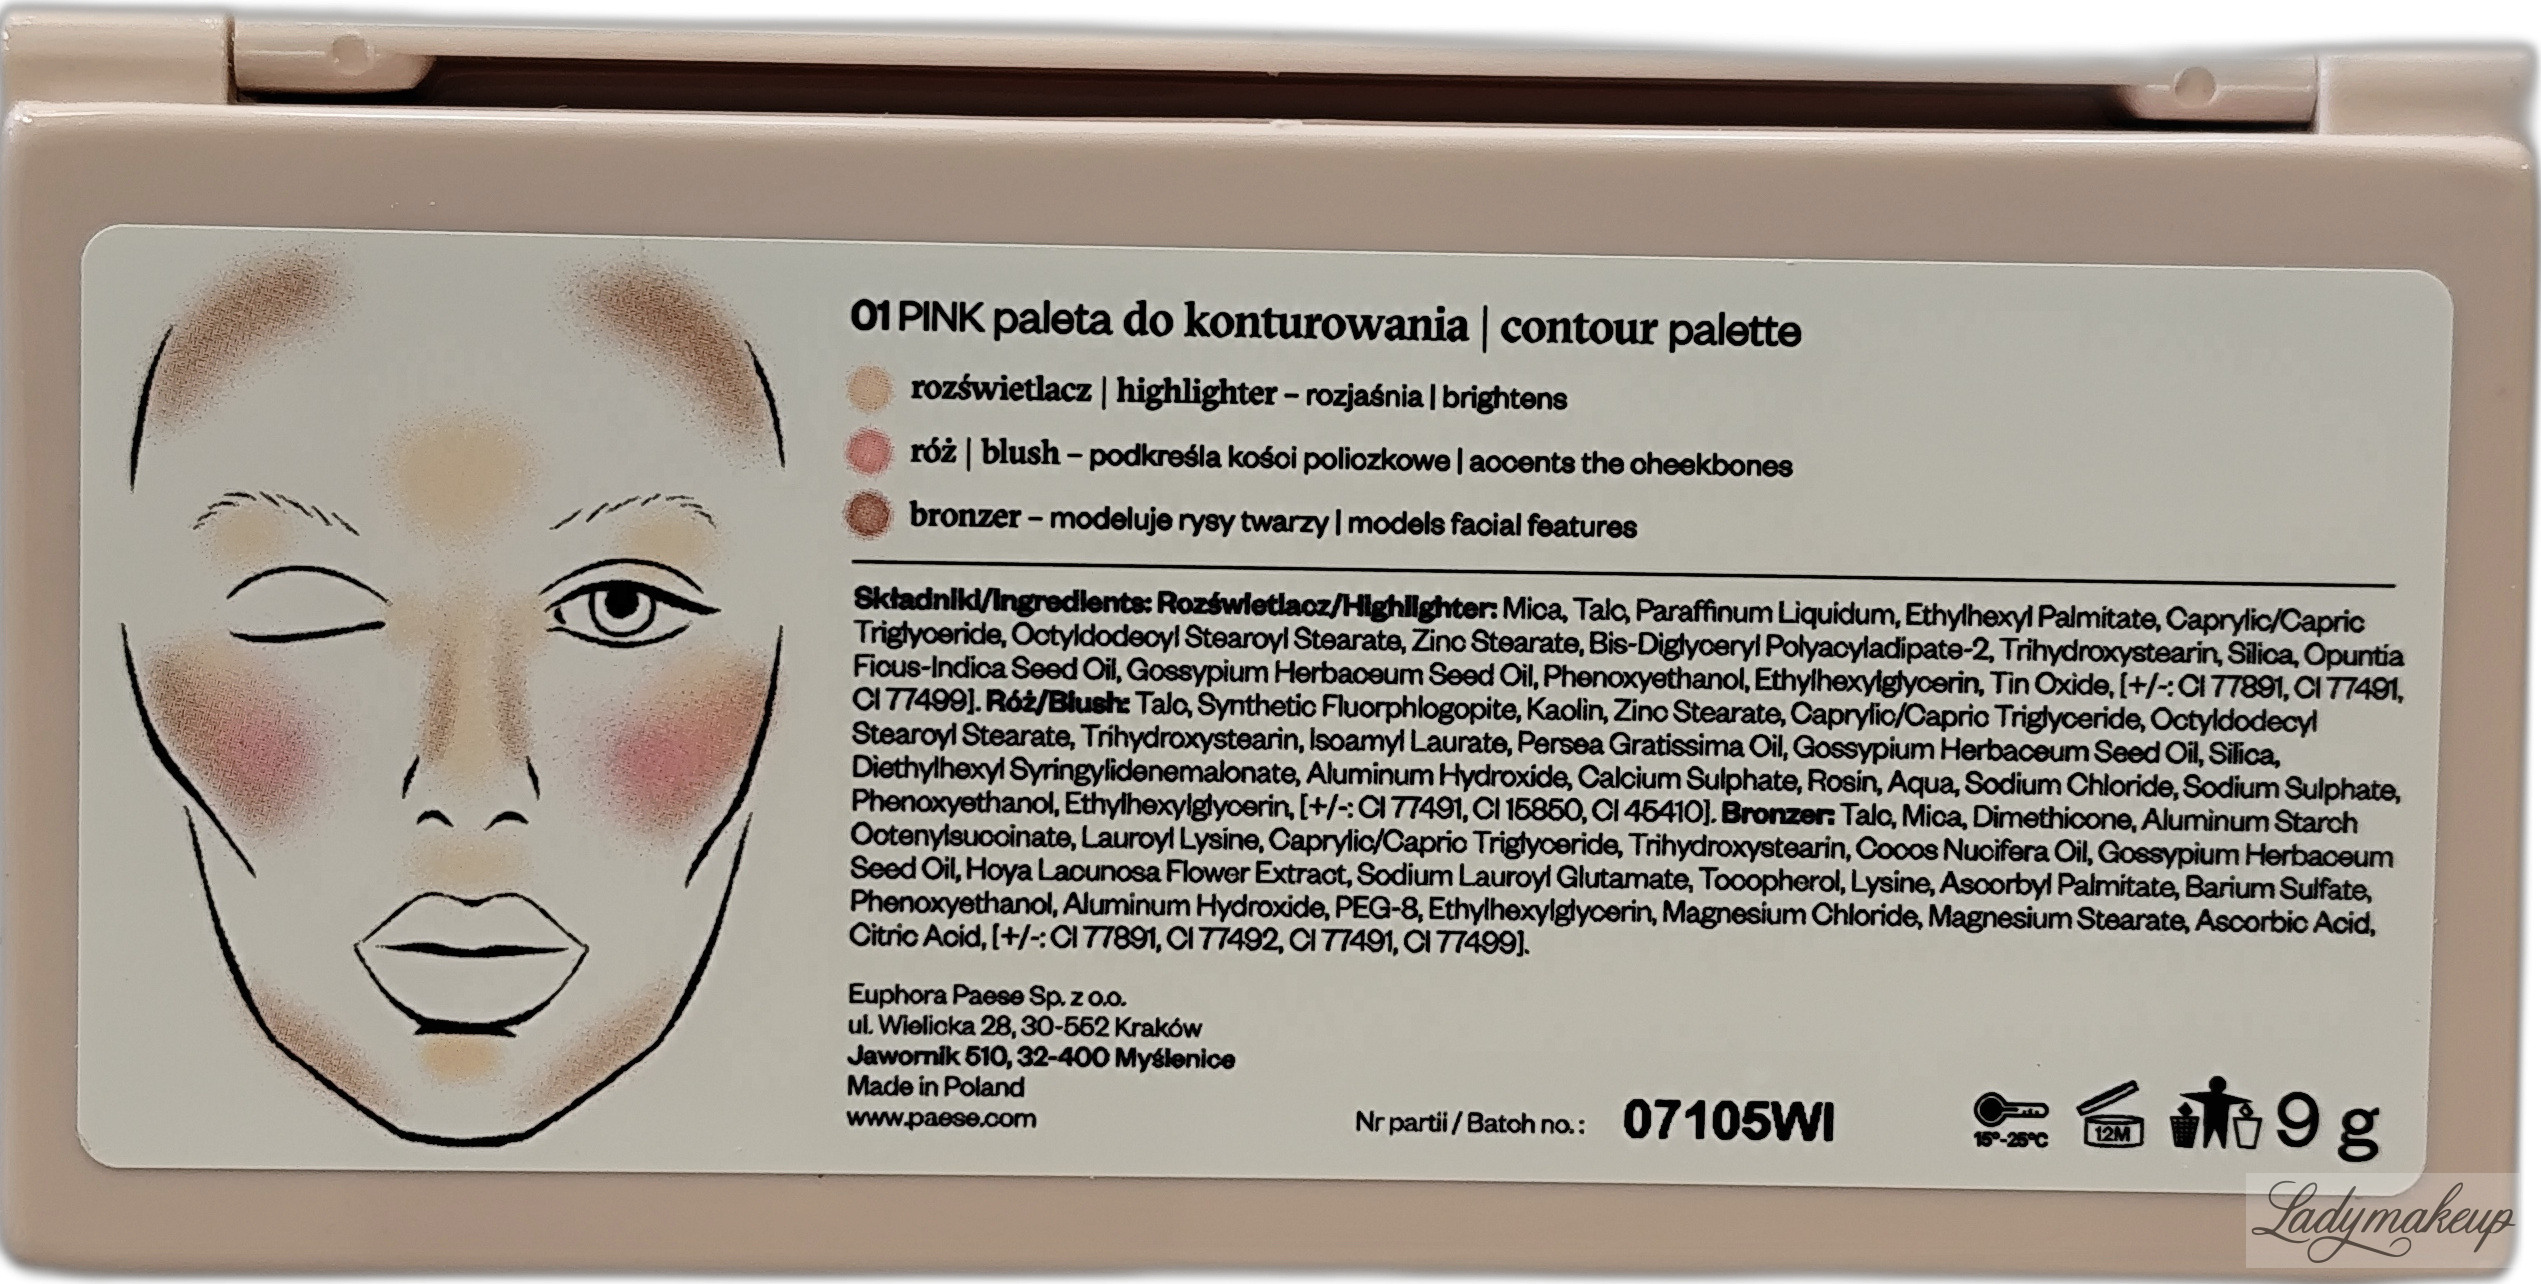 01 PINK paleta do konturowania | contour palette
rozświetlacz | highlighter – rozjaśnia | brightens
róż | blush – podkreśla kości poliozkowe | accents the cheekbones
bronzer – modeluje rysy twarzy | models facial features
Składniki/Ingredients: Rozświetlacz/Highlighter: Mica, Talc, Paraffinum Liquidum, Ethylhexyl Palmitate, Caprylic/Capric
Triglyceride, Octyldodecyl Stearoyl Stearate, Zinc Stearate, Bis-Diglyceryl Polyacyladipate-2, Trihydroxystearin, Silica, Opuntia
Ficus-Indica Seed Oil, Gossypium Herbaceum Seed Oil, Phenoxyethanol, Ethylhexylglycerin, Tin Oxide, [+/-: CI 77891, CI 77491,
CI 77499]. Róż/Blush: Talc, Synthetic Fluorphlogopite, Kaolin, Zinc Stearate, Caprylic/Capric Triglyceride, Octyldodecyl
Stearoyl Stearate, Trihydroxystearin, Isoamyl Laurate, Persea Gratissima Oil, Gossypium Herbaceum Seed Oil, Silica,
Diethylhexyl Syringylidenemalonate, Aluminum Hydroxide, Calcium Sulphate, Rosin, Aqua, Sodium Chloride, Sodium Sulphate,
Phenoxyethanol, Ethylhexylglycerin, [+/-: CI 77491, CI 15850, CI 45410]. Bronzer: Talc, Mica, Dimethicone, Aluminum Starch
Octenylsuccinate, Lauroyl Lysine, Caprylic/Capric Triglyceride, Trihydroxystearin, Cocos Nucifera Oil, Gossypium Herbaceum
Seed Oil, Hoya Lacunosa Flower Extract, Sodium Lauroyl Glutamate, Tocopherol, Lysine, Ascorbyl Palmitate, Barium Sulfate,
Phenoxyethanol, Aluminum Hydroxide, PEG-8, Ethylhexylglycerin, Magnesium Chloride, Magnesium Stearate, Ascorbic Acid,
Citric Acid, [+/-: CI 77891, CI 77492, CI 77491, CI 77499].
Euphora Paese Sp. z o.o.
ul. Wielicka 28, 30-552 Kraków
Jawornik 510, 32-400 Myślenice
Made in Poland
www.paese.com
Nr partii / Batch no.: 07105WI
15°-25°C
12M
9 g
Ladymakeup